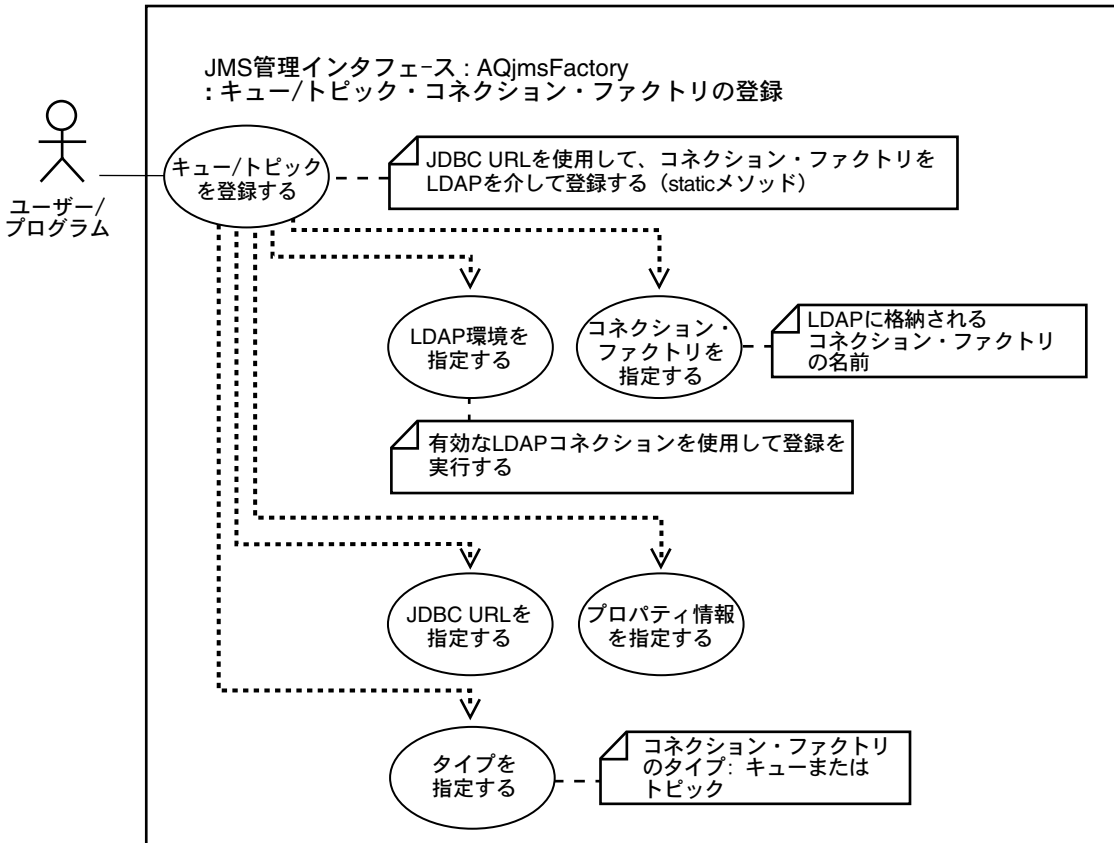 JMS管理インタフェース : AQjmsFactory
: キュー/トピック・コネクション・ファクトリの登録
ユーザー/
プログラム
キュー/トピック
を登録する
JDBC URLを使用して、コネクション・ファクトリを
LDAPを介して登録する（staticメソッド）
LDAP環境を
指定する
コネクション・
ファクトリを
指定する
LDAPに格納される
コネクション・ファクトリ
の名前
有効なLDAPコネクションを使用して登録を
実行する
JDBC URLを
指定する
プロパティ情報
を指定する
タイプを
指定する
コネクション・ファクトリ
のタイプ: キューまたは
トピック